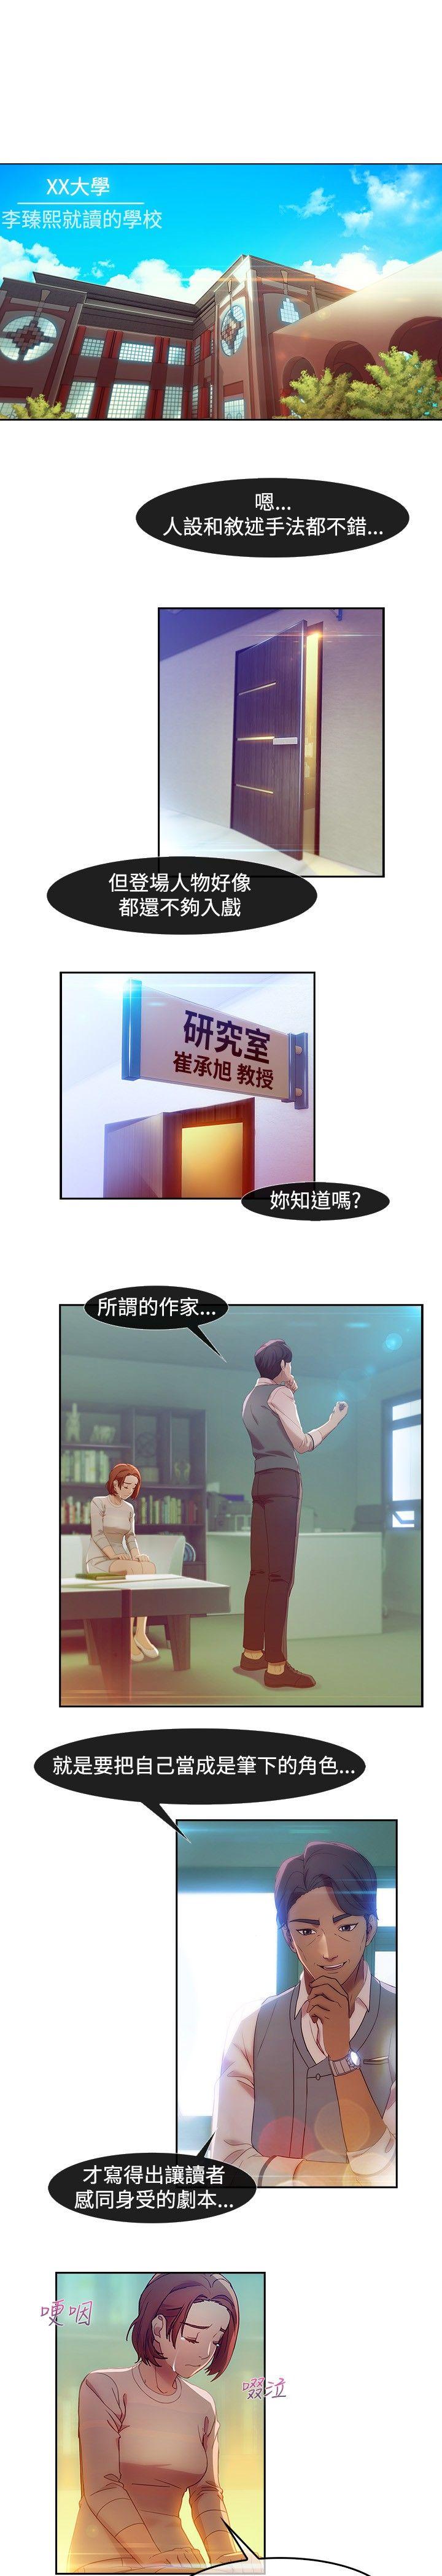 XX大學
李臻熙就讀的學校
嗯...
人設和敘述手法都不錯...
但登場人物好像
都還不夠入戲
研究室
崔承旭 教授
妳知道嗎?
所謂的作家...
就是要把自己當成是筆下的角色...
才寫得出讓讀者
感同身受的劇本...
哽咽
啜泣